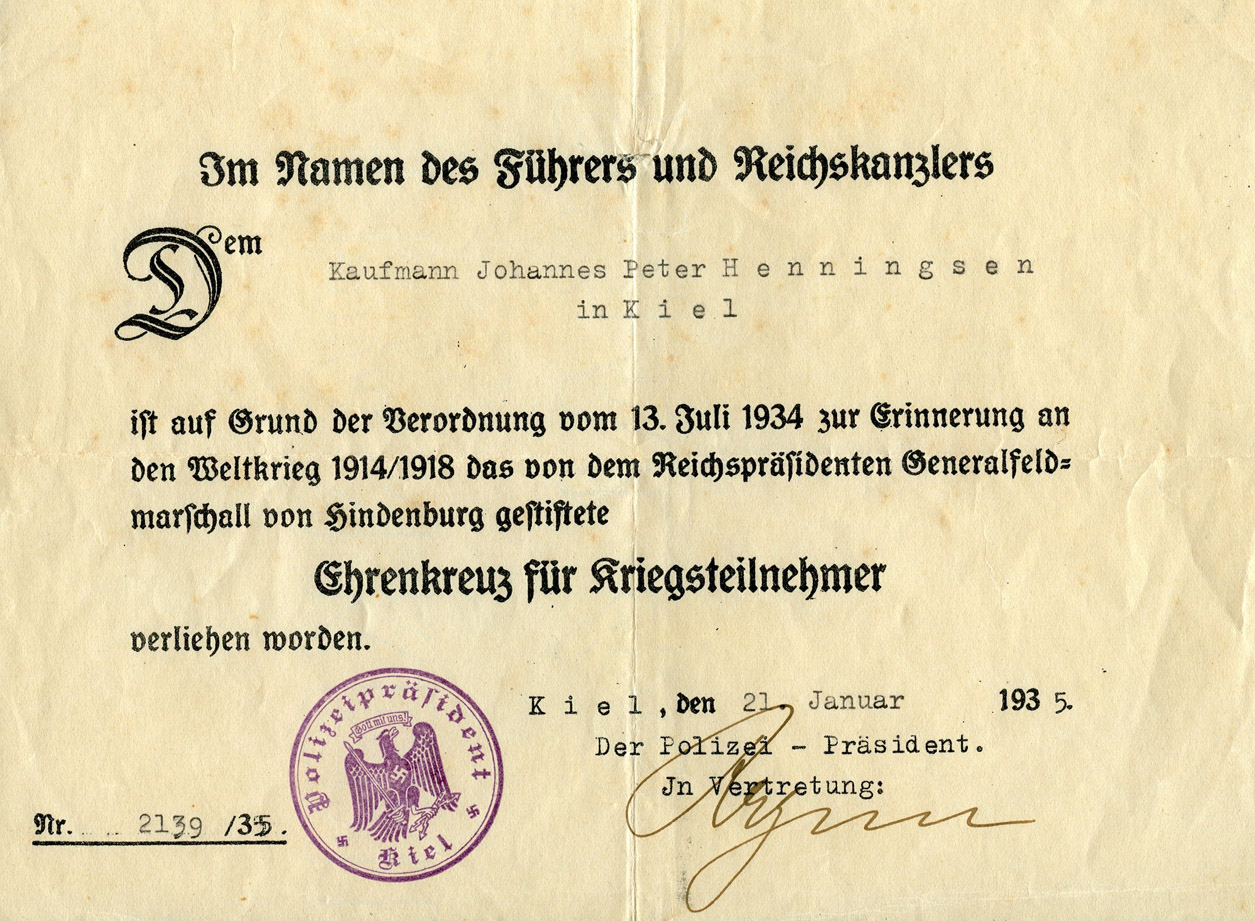 Im Namen des Führers und Reichskanzlers
Dem
Kaufmann Johannes Peter H e n n i n g s e n
in K i e l
ist auf Grund der Verordnung vom 13. Juli 1934 zur Erinnerung an
den Weltkrieg 1914/1918 das von dem Reichspräsidenten Generalfeld=
marschall von Hindenburg gestiftete
Ehrenkreuz für Kriegsteilnehmer
verliehen worden.
K i e l , den 21. Januar 1935.
Der Polizei - Präsident.
Jn Vertretung:
Nr. 2139 /35.
Polizeipräsident
Gott mit uns!
Kiel